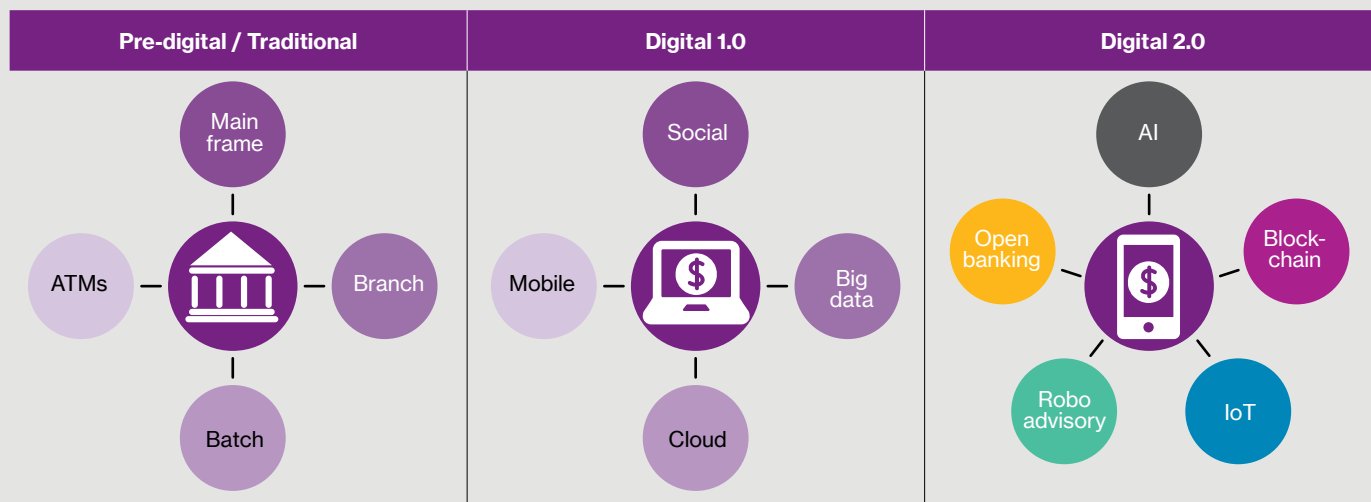 Pre-digital / Traditional
Main
frame
ATMs
Branch
Batch
Digital 1.0
Social
Mobile
$
Big
data
Cloud
Digital 2.0
AI
Open
banking
$
Block-
chain
Robo
advisory
IoT